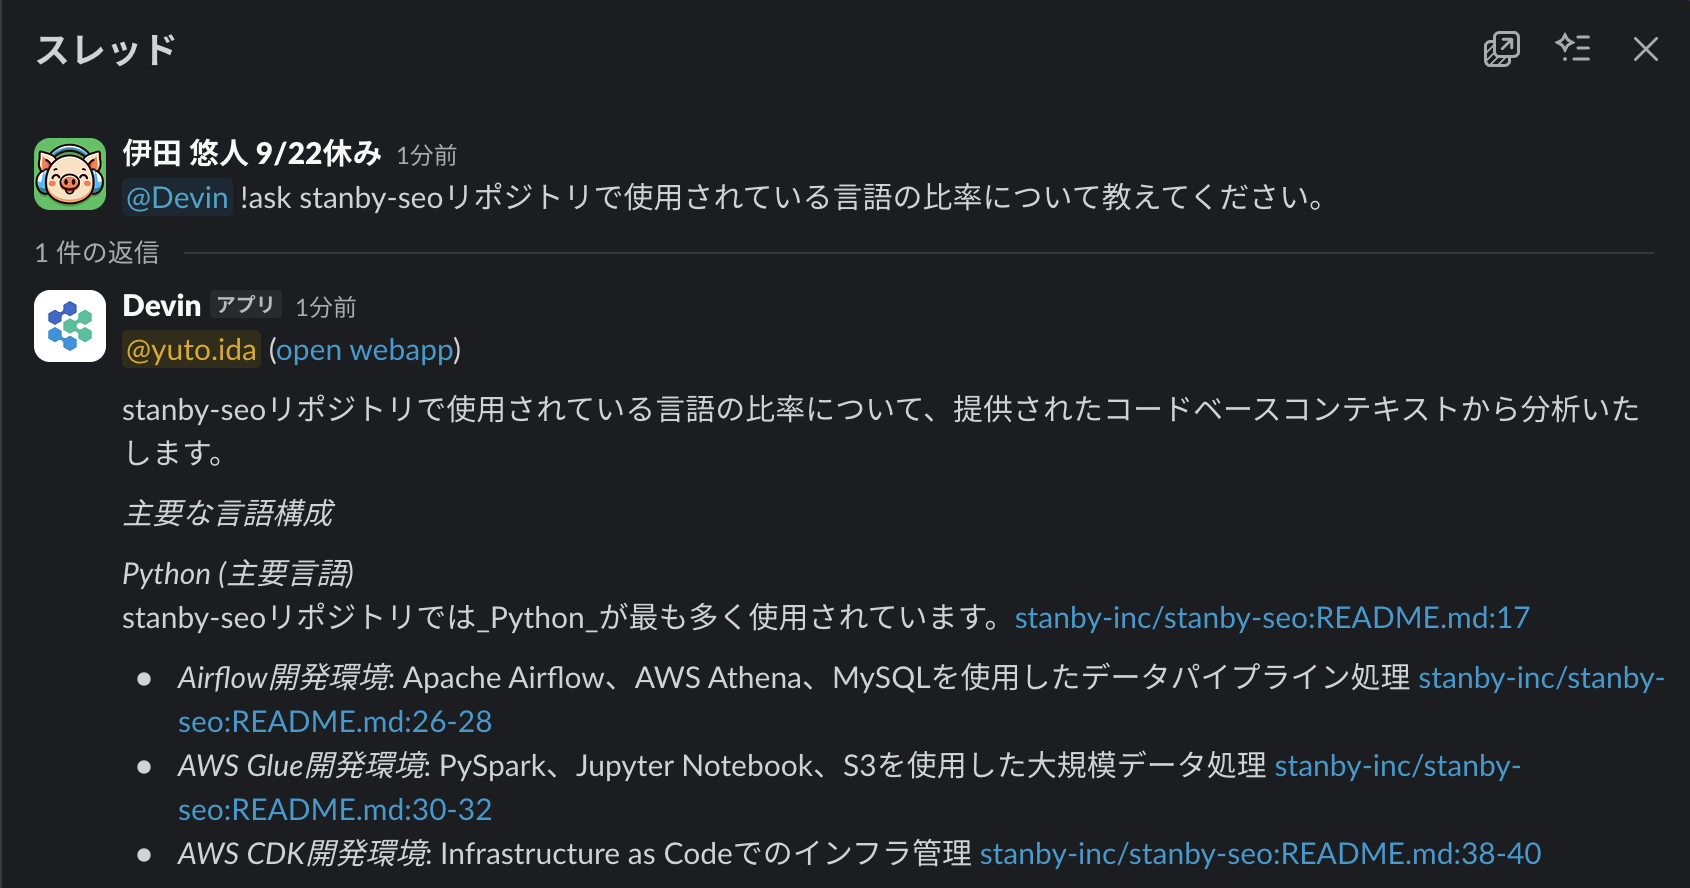 スレッド
伊田 悠人 9/22休み 1分前
@Devin !ask stanby-seoリポジトリで使用されている言語の比率について教えてください。
1 件の返信
Devin アプリ 1分前
@yuto.ida (open webapp)
stanby-seoリポジトリで使用されている言語の比率について、提供されたコードベースコンテキストから分析いた
します。
主要な言語構成
Python (主要言語)
stanby-seoリポジトリでは_Python_が最も多く使用されています。stanby-inc/stanby-seo:README.md:17
● Airflow開発環境: Apache Airflow、AWS Athena、MySQLを使用したデータパイプライン処理 stanby-inc/stanby-
seo:README.md:26-28
● AWS Glue開発環境: PySpark、Jupyter Notebook、S3を使用した大規模データ処理 stanby-inc/stanby-
seo:README.md:30-32
● AWS CDK開発環境: Infrastructure as Codeでのインフラ管理 stanby-inc/stanby-seo:README.md:38-40